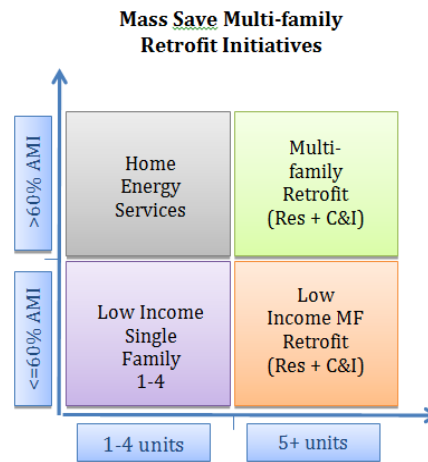 Mass Save Multi-family
Retrofit Initiatives
>60% AMI
Home
Energy
Services
Multi-
family
Retrofit
(Res + C&I)
<=60% AMI
Low Income
Single
Family
1-4
Low
Income MF
Retrofit
(Res + C&I)
1-4 units
5+ units